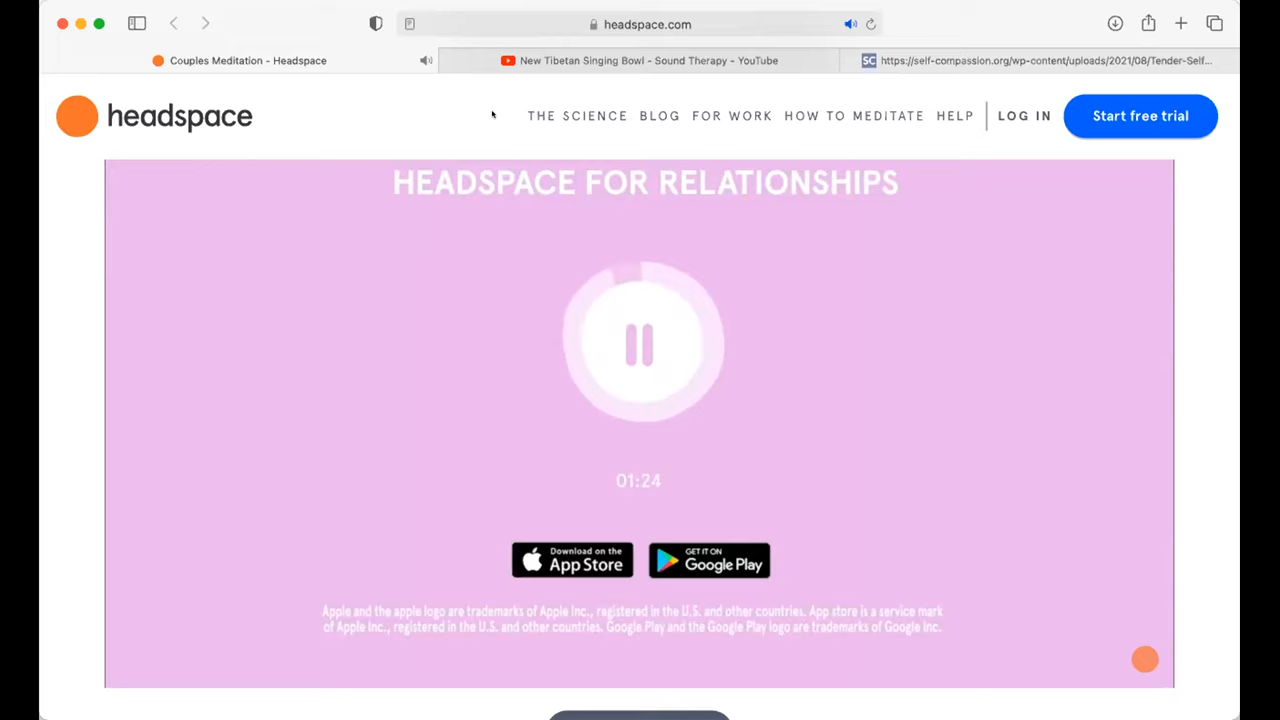 headspace.com
Couples Meditation - Headspace
New Tibetan Singing Bowl - Sound Therapy - YouTube
SC https://self-compassion.org/wp-content/uploads/2021/08/Tender-Self...
headspace
THE SCIENCE BLOG FOR WORK HOW TO MEDITATE HELP LOG IN Start free trial
HEADSPACE FOR RELATIONSHIPS
01:24
Download on the
App Store
GET IT ON
Google Play
Apple and the apple logo are trademarks of Apple Inc., registered in the U.S. and other countries. App store is a service mark
of Apple Inc., registered in the U.S. and other countries. Google Play and the Google Play logo are trademarks of Google Inc.